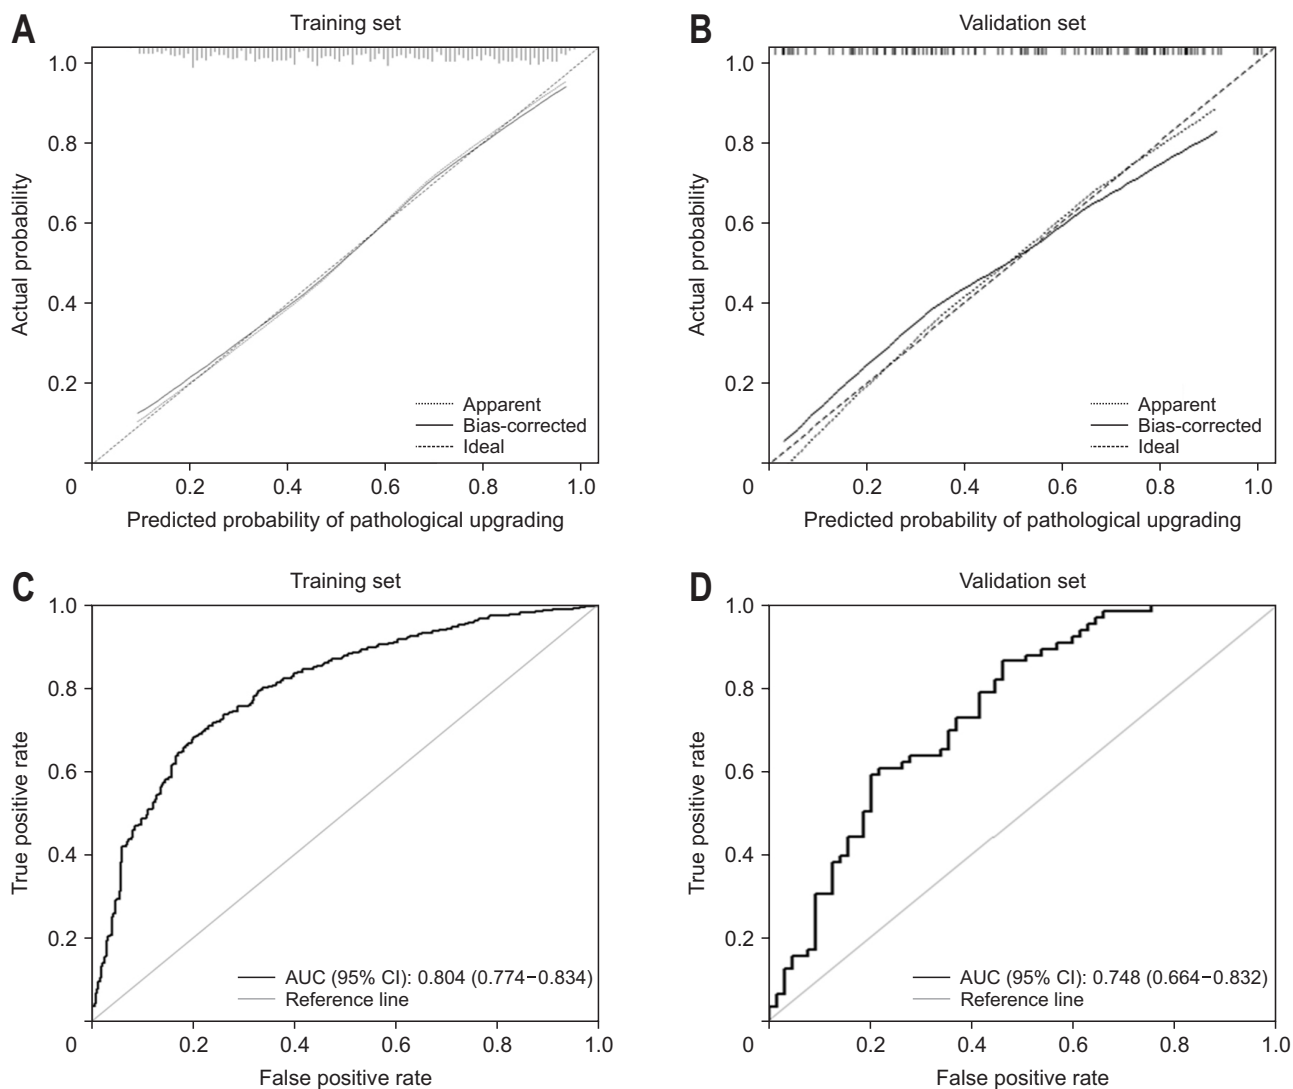 A
Training set
1.0
0.8
0.6
0.4
0.2
0
0.2
0.4
0.6
0.8
1.0
Actual probability
Predicted probability of pathological upgrading
Apparent
Bias-corrected
Ideal
B
Validation set
1.0
0.8
0.6
0.4
0.2
0
0.2
0.4
0.6
0.8
1.0
Actual probability
Predicted probability of pathological upgrading
Apparent
Bias-corrected
Ideal
C
Training set
1.0
0.8
0.6
0.4
0.2
0
0.2
0.4
0.6
0.8
1.0
True positive rate
False positive rate
AUC (95% CI): 0.804 (0.774−0.834)
Reference line
D
Validation set
1.0
0.8
0.6
0.4
0.2
0
0.2
0.4
0.6
0.8
1.0
True positive rate
False positive rate
AUC (95% CI): 0.748 (0.664−0.832)
Reference line